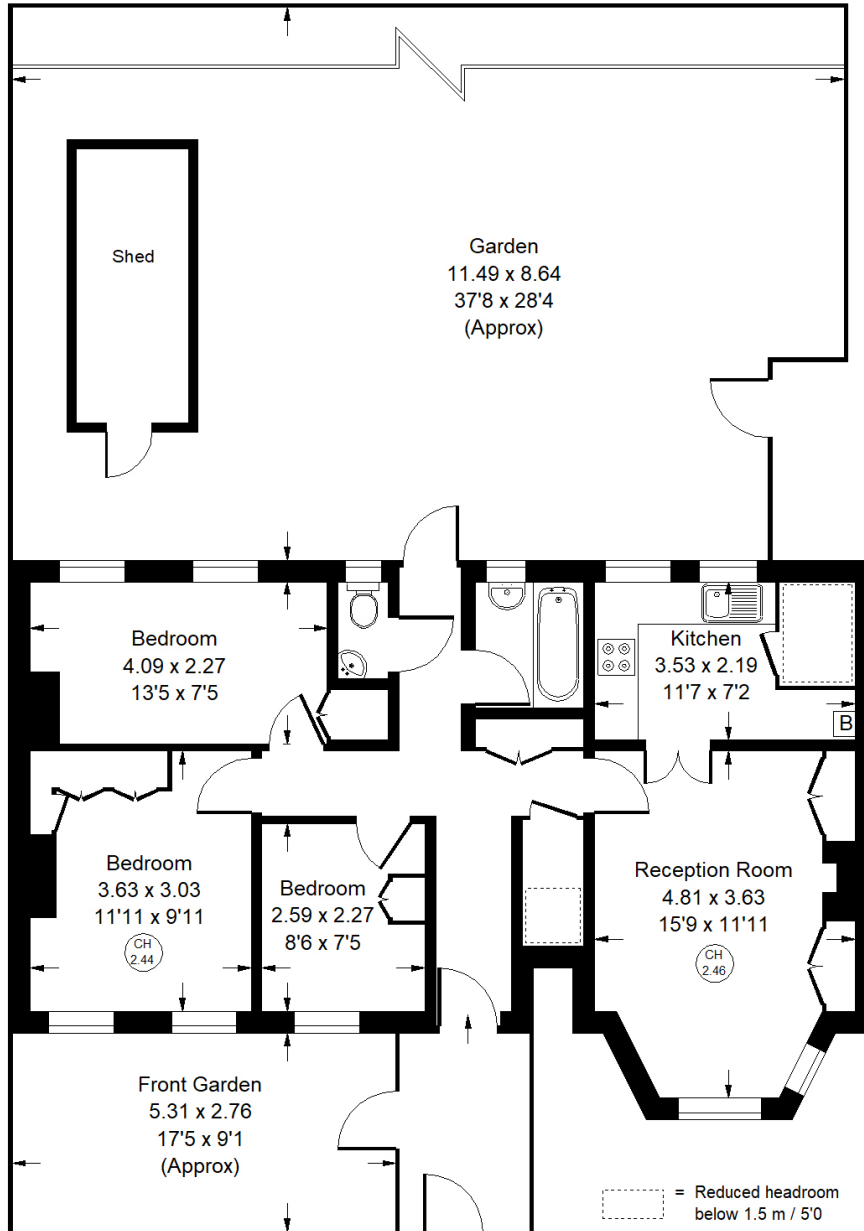 Shed
Garden
11.49 x 8.64
37'8 x 28'4
(Approx)
Bedroom
4.09 x 2.27
13'5 x 7'5
Kitchen
3.53 x 2.19
11'7 x 7'2
B
Bedroom
3.63 x 3.03
11'11 x 9'11
CH
2.44
Bedroom
2.59 x 2.27
8'6 x 7'5
Reception Room
4.81 x 3.63
15'9 x 11'11
CH
2.46
Front Garden
5.31 x 2.76
17'5 x 9'1
(Approx)
= Reduced headroom
below 1.5 m / 5'0